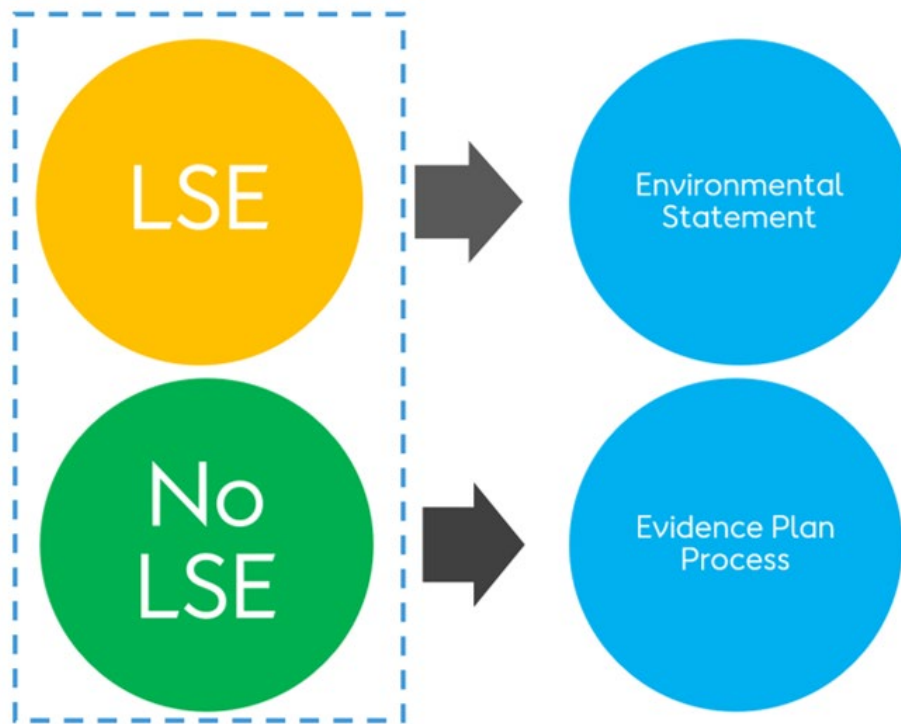 LSE
Environmental
Statement
No
LSE
Evidence Plan
Process